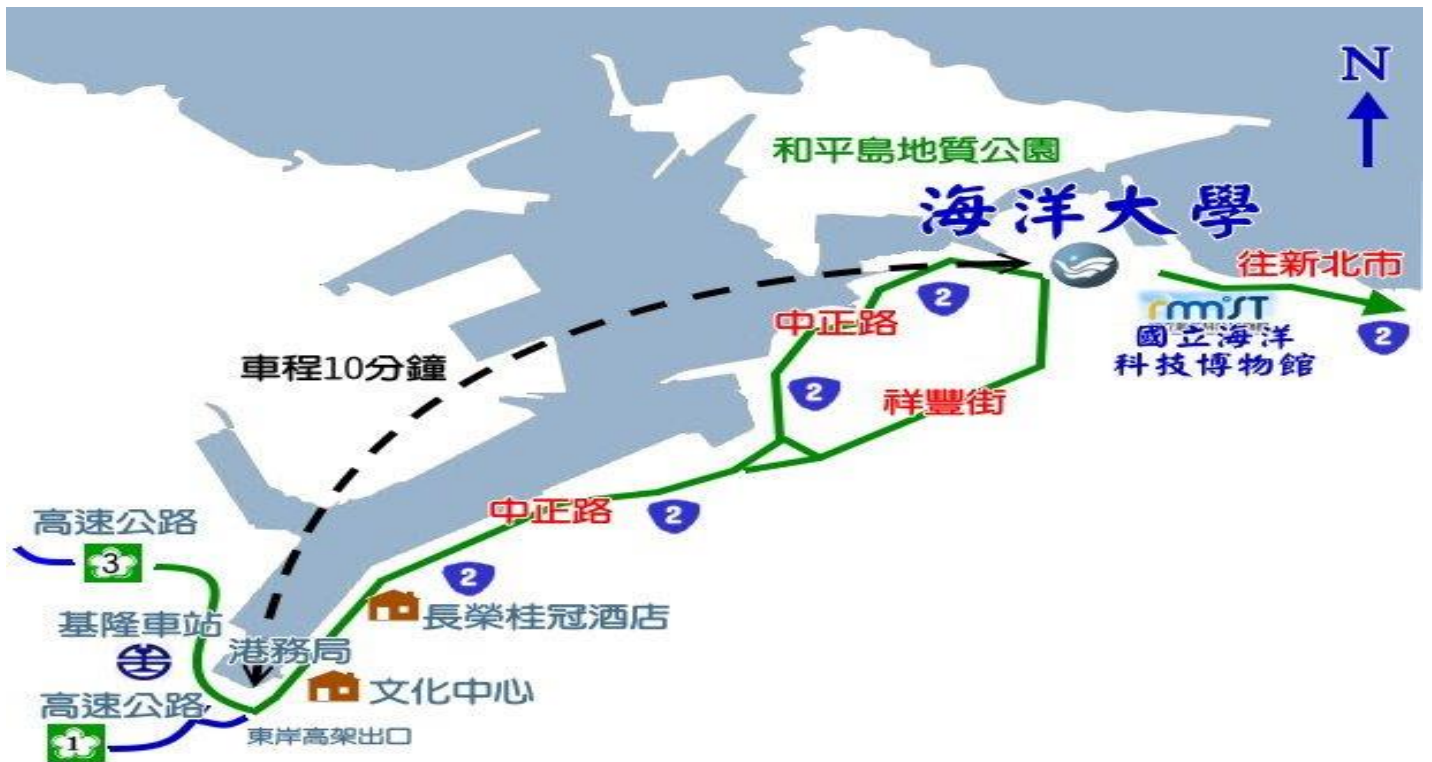 N
和平島地質公園
海洋大學
往新北市
2
中正路
rmmiST
2
國立海洋
科技博物館
車程10分鐘
2
祥豐街
中正路
2
高速公路
3
2
長榮桂冠酒店
基隆車站
港務局
文化中心
高速公路
1
東岸高架出口